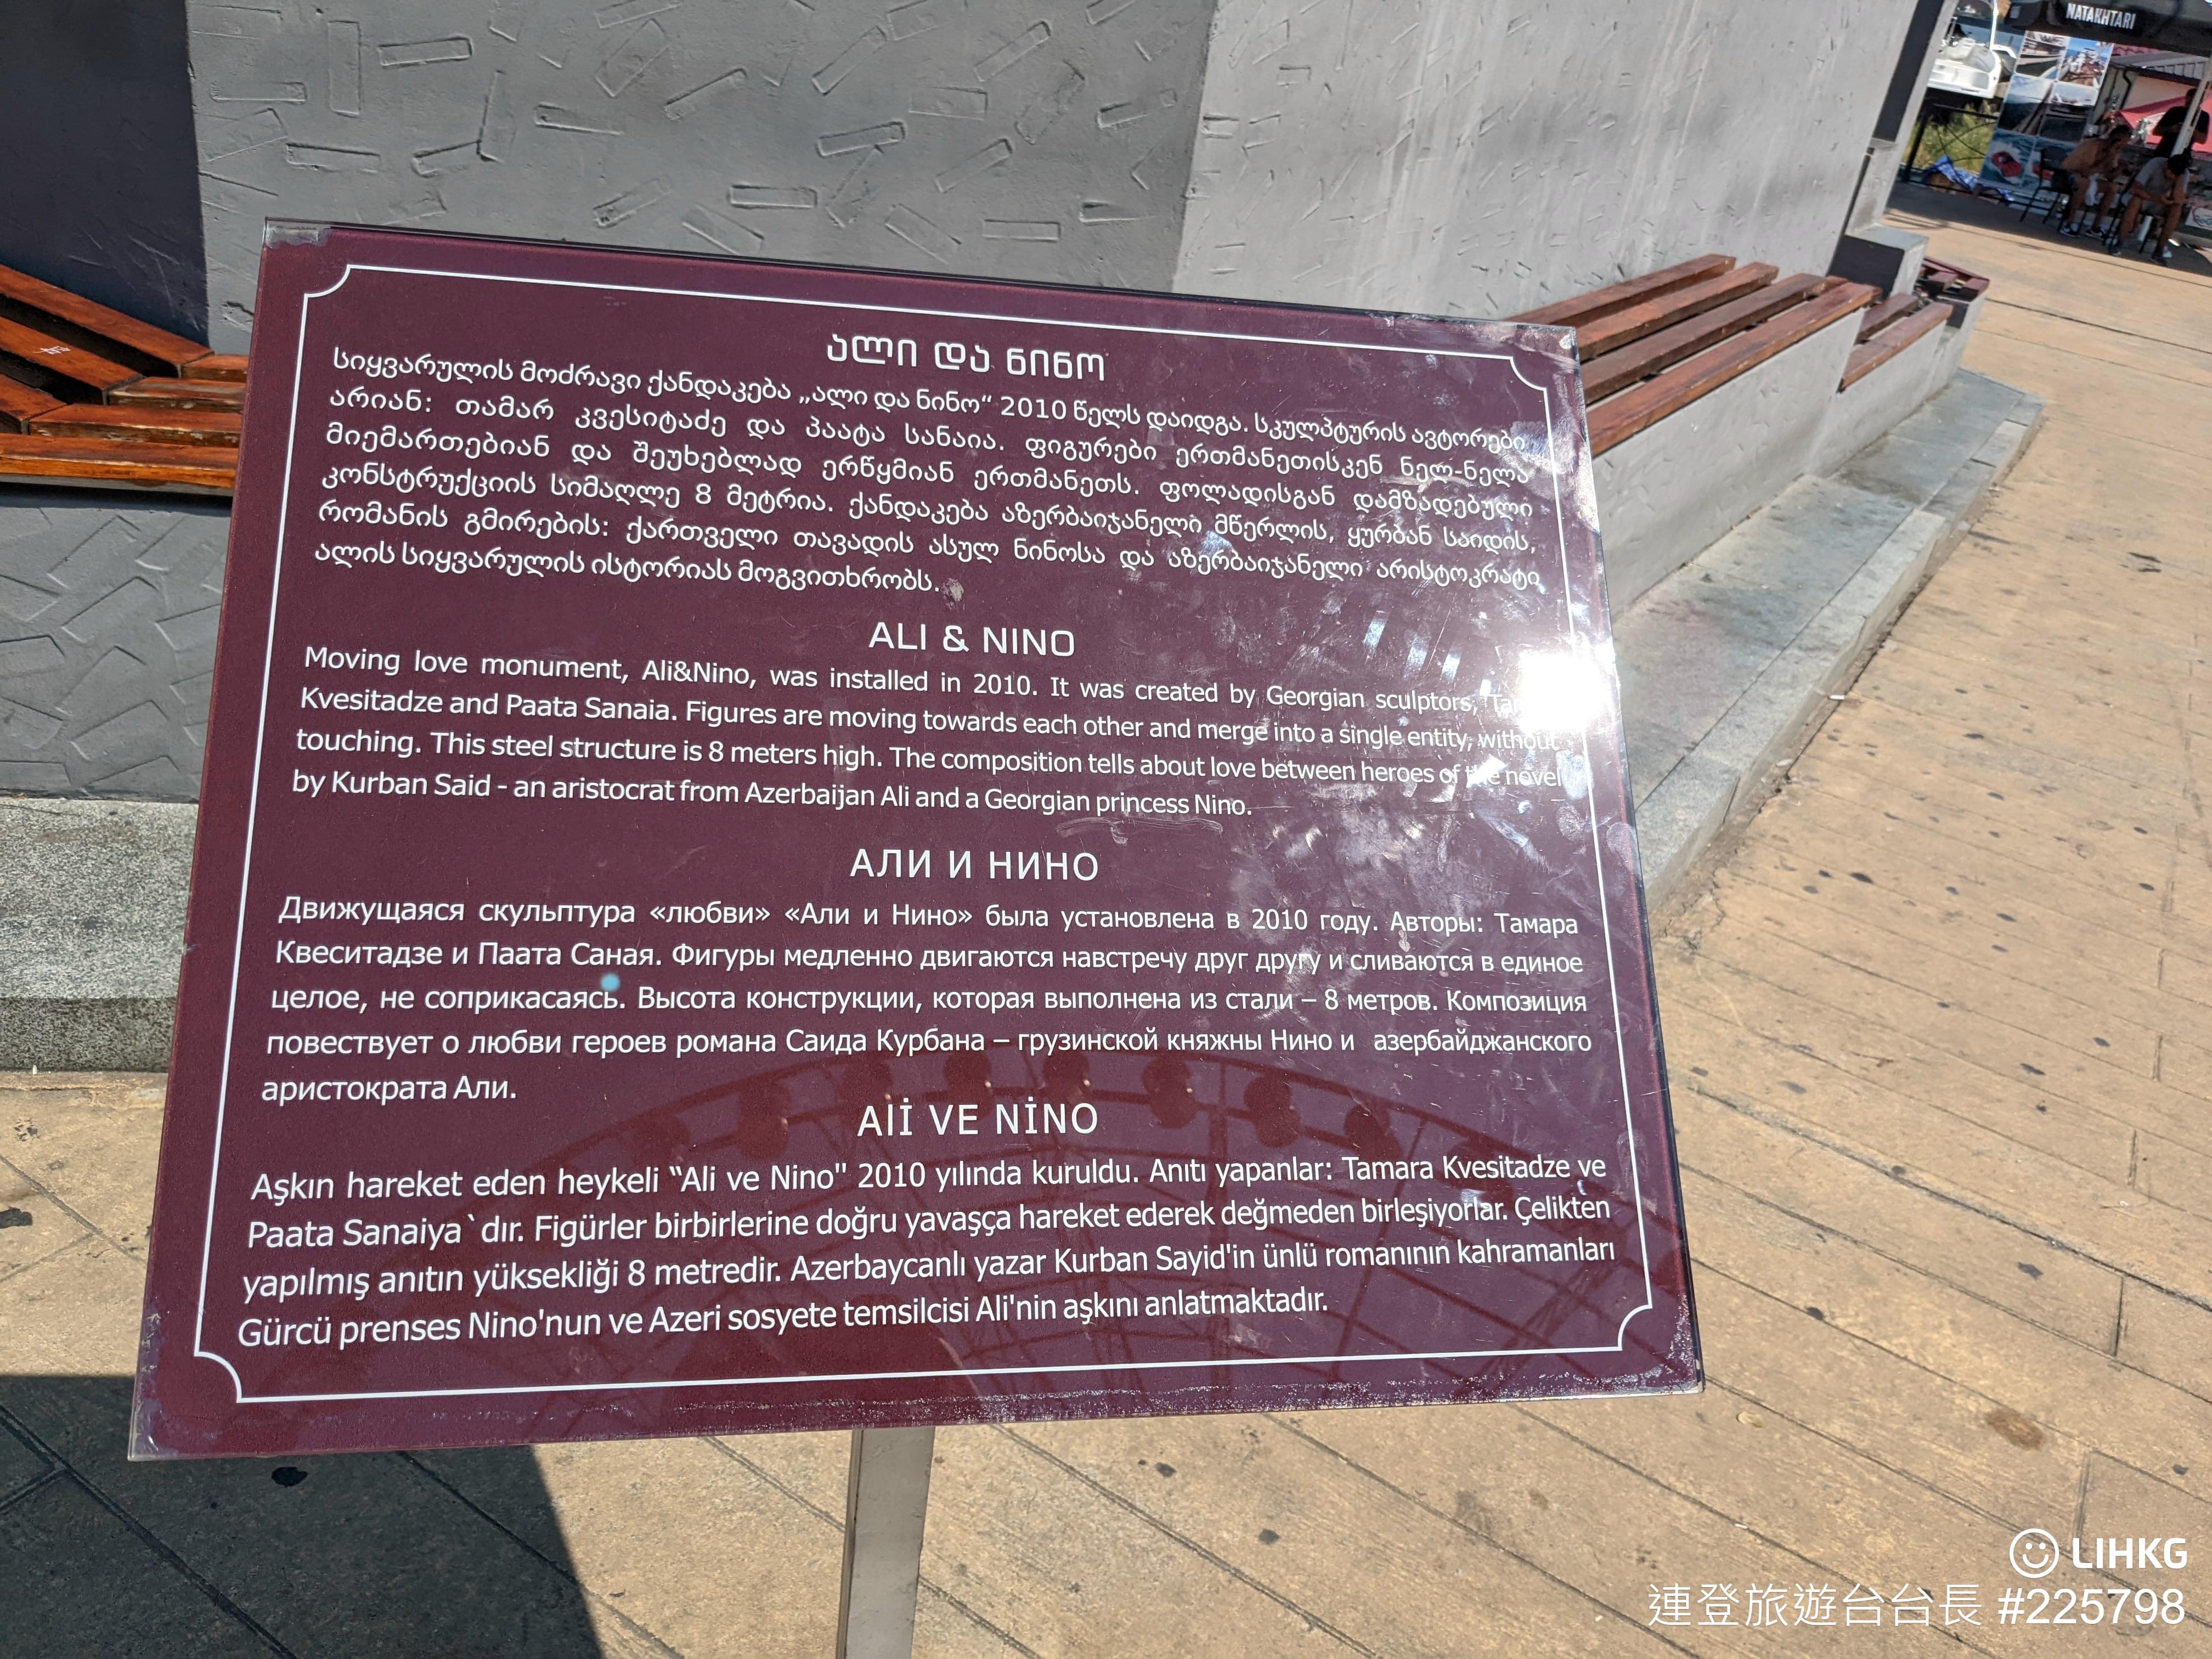 NATAKHTARI
ალი და ნინო
სიყვარულის მოძრავი ქანდაკება „ალი და ნინო“ 2010 წელს დაიდგა. სკულპტურის ავტორები
არიან: თამარ კვესიტაძე და პაატა სანაია. ფიგურები ერთმანეთისკენ ნელ-ნელა
მიემართებიან და შეუხებლად ერწყმიან ერთმანეთს. ფოლადისგან დამზადებული
კონსტრუქციის სიმაღლე 8 მეტრია. ქანდაკება აზერბაიჯანელი მწერლის, ყურბან საიდის,
რომანის გმირების: ქართველი თავადის ასულ ნინოსა და აზერბაიჯანელი არისტოკრატი
ალის სიყვარულის ისტორიას მოგვითხრობს.
ALI & NINO
Moving love monument, Ali&Nino, was installed in 2010. It was created by Georgian sculptors,
Kvesitadze and Paata Sanaia. Figures are moving towards each other and merge into a single entity, without
touching. This steel structure is 8 meters high. The composition tells about love between heroes of the novel
by Kurban Said - an aristocrat from Azerbaijan Ali and a Georgian princess Nino.
АЛИ И НИНО
Движущаяся скульптура «любви» «Али и Нино» была установлена в 2010 году. Авторы: Тамара
Квеситадзе и Паата Саная. Фигуры медленно двигаются навстречу друг другу и сливаются в единое
целое, не соприкасаясь. Высота конструкции, которая выполнена из стали – 8 метров. Композиция
повествует о любви героев романа Саида Курбана – грузинской княжны Нино и азербайджанского
аристократа Али.
Alİ VE NİNO
Aşkın hareket eden heykeli “Ali ve Nino" 2010 yılında kuruldu. Anıtı yapanlar: Tamara Kvesitadze ve
Paata Sanaiya`dır. Figürler birbirlerine doğru yavaşça hareket ederek değmeden birleşiyorlar. Çelikten
yapılmış anıtın yüksekliği 8 metredir. Azerbaycanlı yazar Kurban Sayid'in ünlü romanının kahramanları
Gürcü prenses Nino'nun ve Azeri sosyete temsilcisi Ali'nin aşkını anlatmaktadır.
LIHKG
連登旅遊台台長 #225798